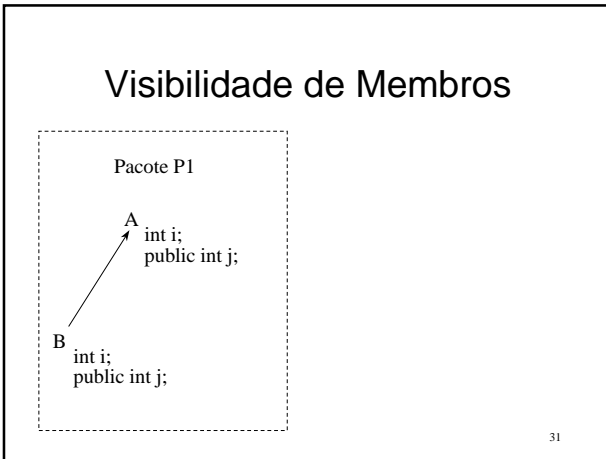 Visibilidade de Membros
Pacote P1
A
int i;
public int j;
B
int i;
public int j;
31